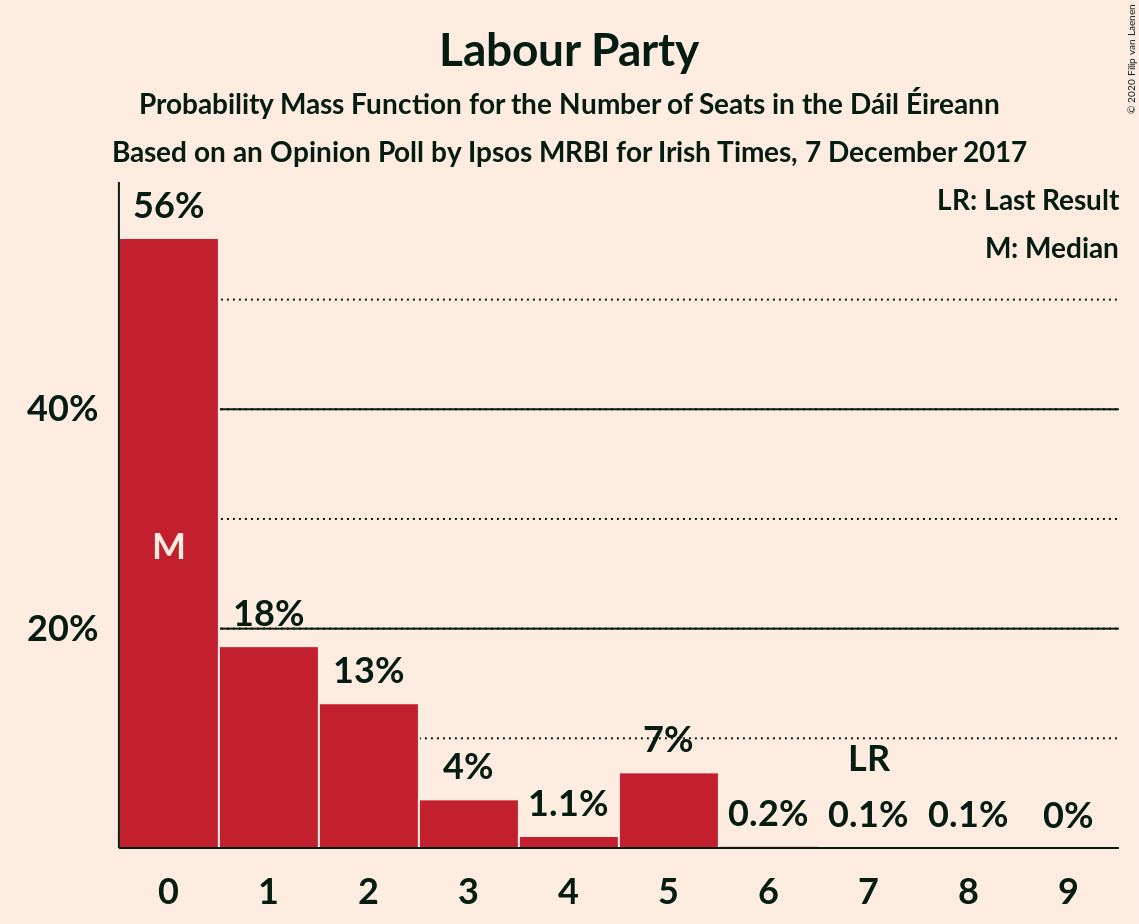 Labour Party
Probability Mass Function for the Number of Seats in the Dáil Éireann
Based on an Opinion Poll by Ipsos MRBI for Irish Times, 7 December 2017
© 2020 Filip van Laenen
LR: Last Result
M: Median
56%
40%
M
18%
20%
13%
7%
4%
LR
1.1%
0.2%
0.1%
0.1%
0%
0 1 2 3 4 5 6 7 8 9